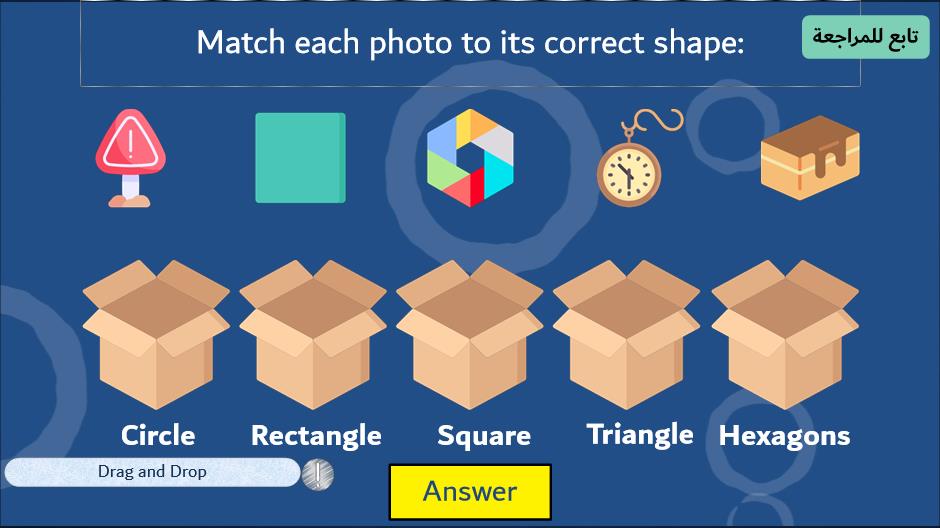 Match each photo to its correct shape:
تابع للمراجعة
Circle
Rectangle
Square
Triangle
Hexagons
Drag and Drop
Answer